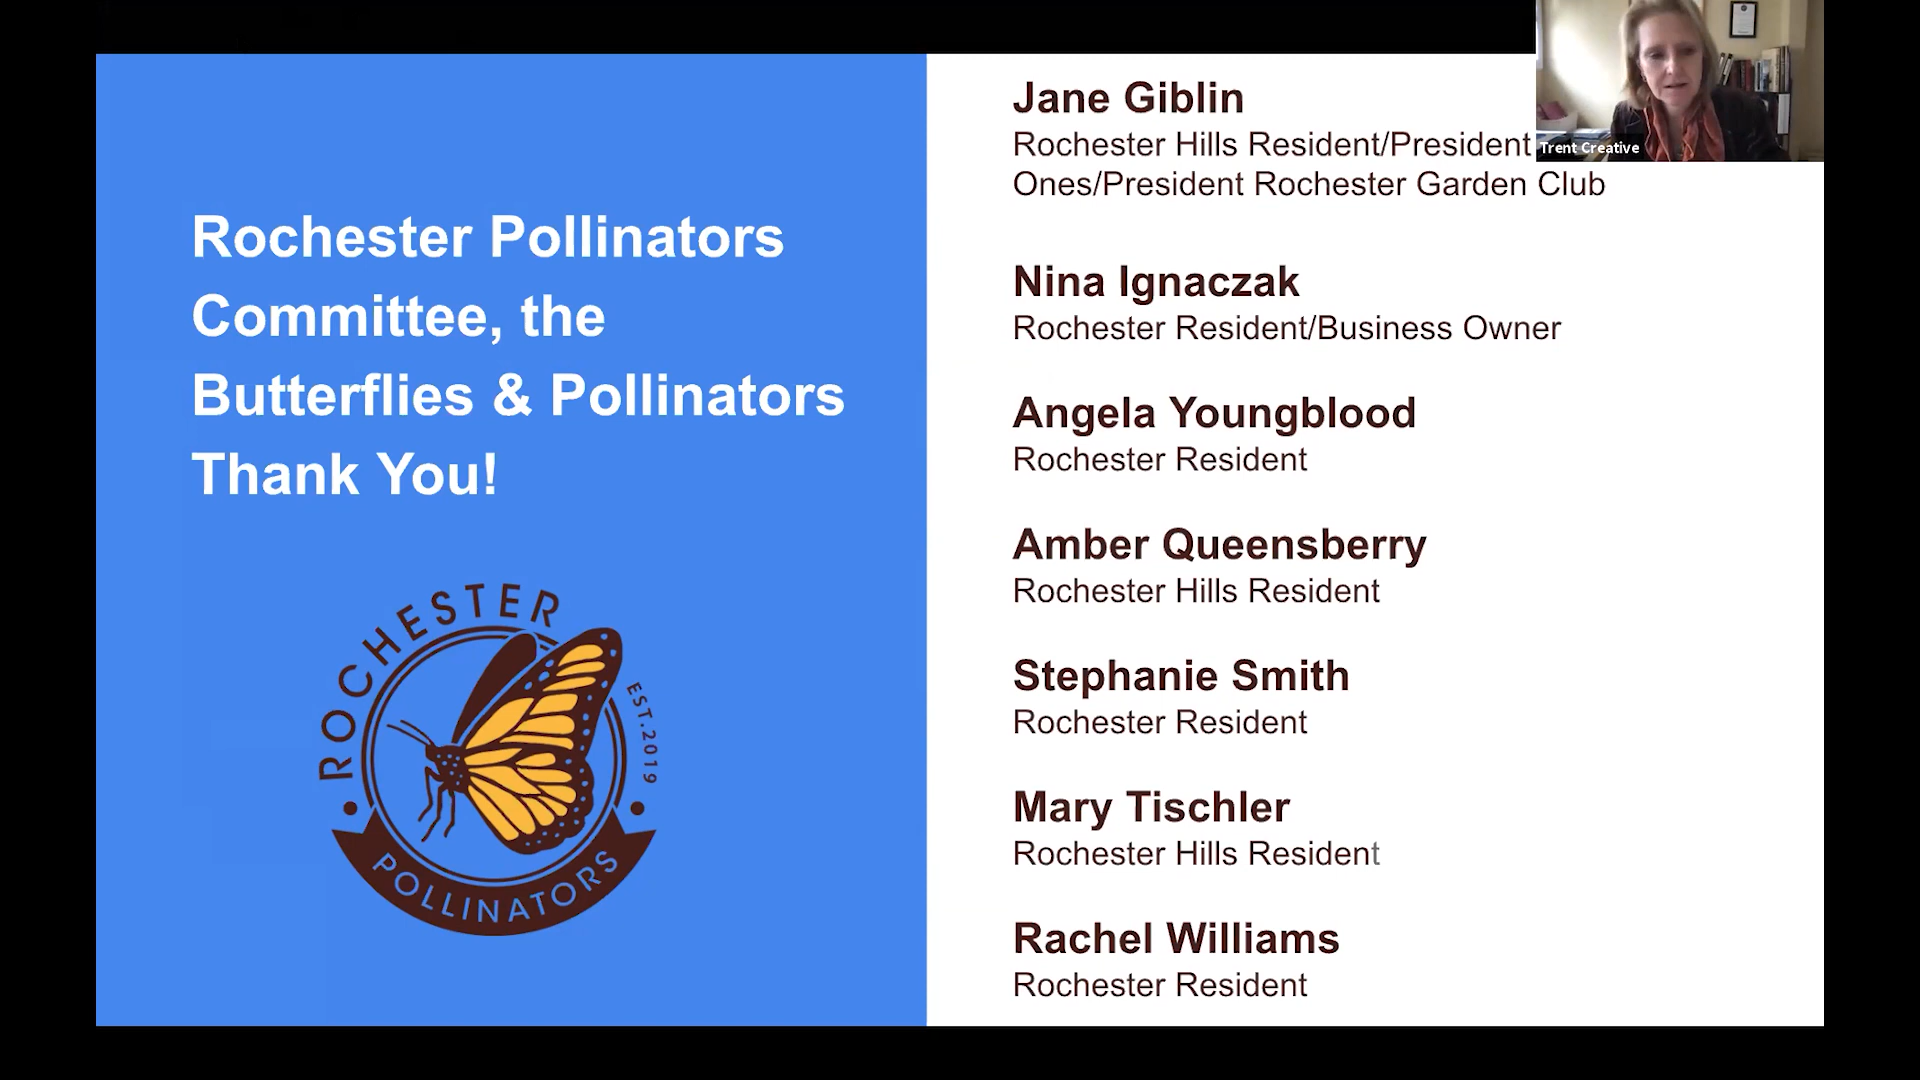 Rochester Pollinators
Committee, the
Butterflies & Pollinators
Thank You!
ROCHESTER
EST.2019
POLLINATORS
Jane Giblin
Rochester Hills Resident/President
Ones/President Rochester Garden Club
Nina Ignaczak
Rochester Resident/Business Owner
Angela Youngblood
Rochester Resident
Amber Queensberry
Rochester Hills Resident
Stephanie Smith
Rochester Resident
Mary Tischler
Rochester Hills Resident
Rachel Williams
Rochester Resident
Trent Creative